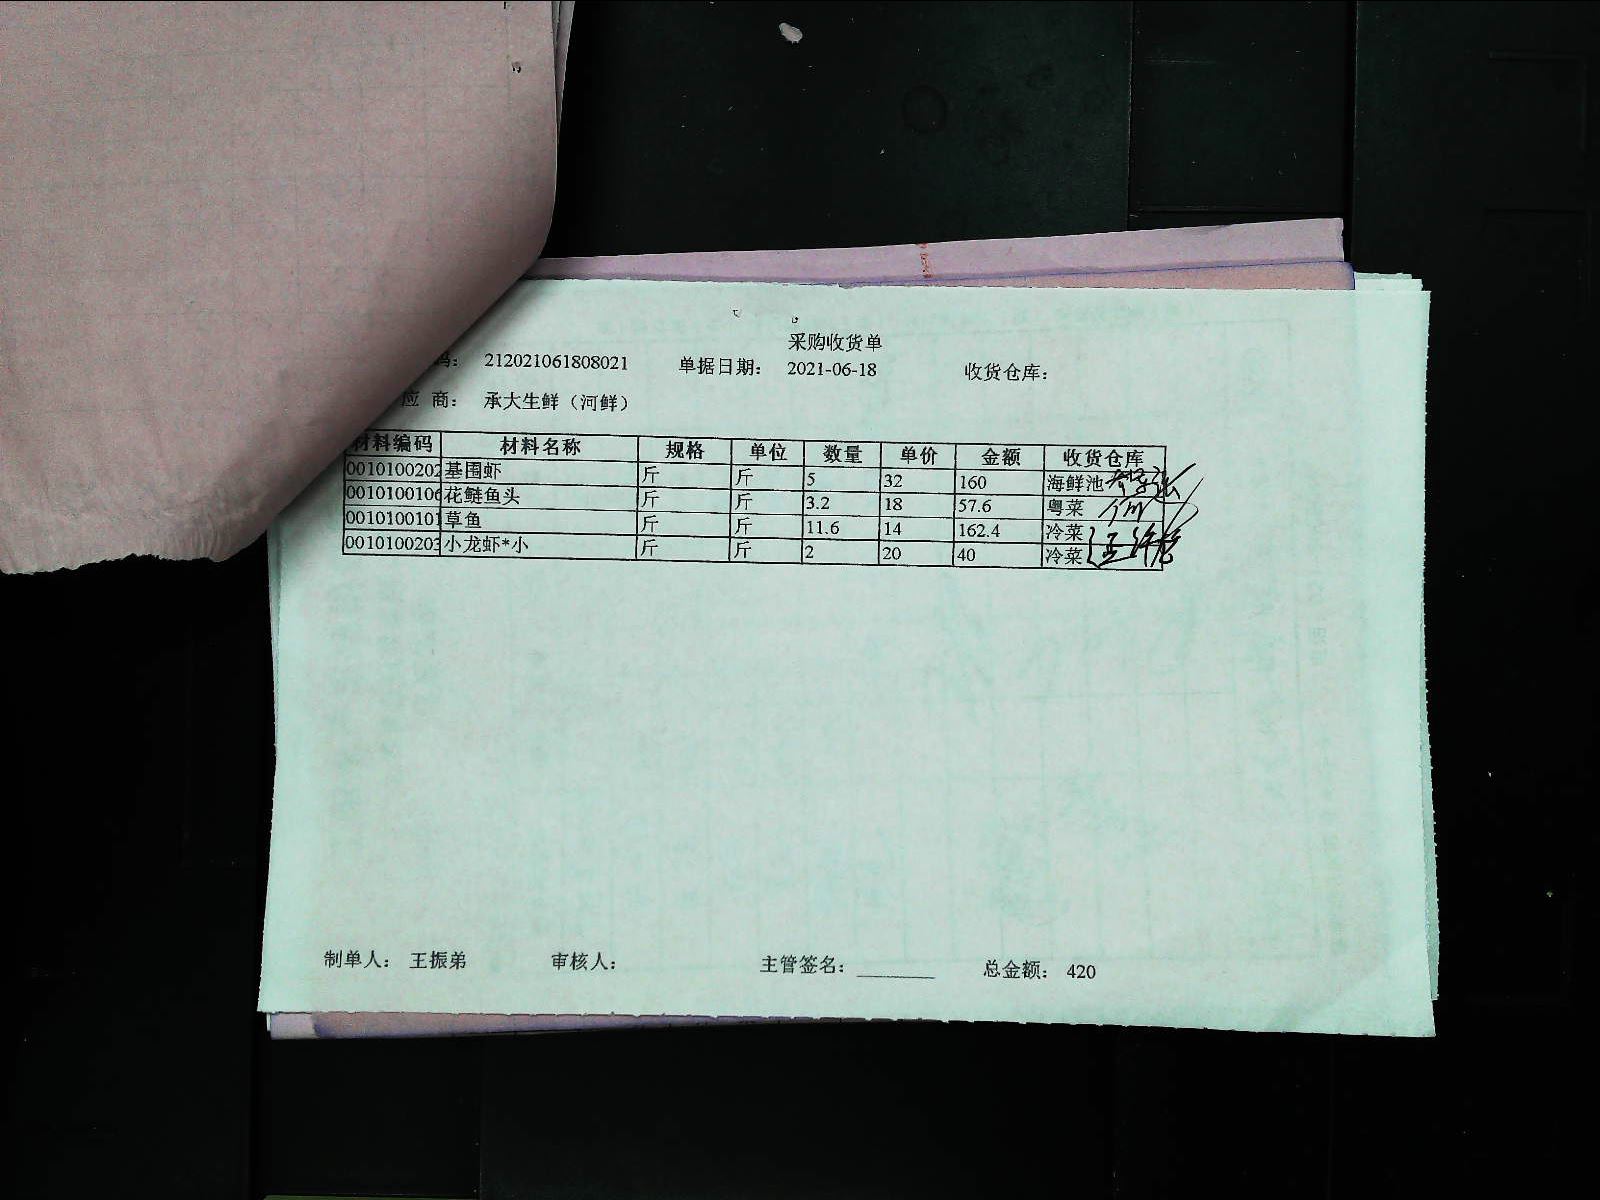 采购收货单
码： 212021061808021 单据日期： 2021-06-18 收货仓库：
应 商： 承大生鲜（河鲜）
材料编码 材料名称 规格 单位 数量 单价 金额 收货仓库
0010100202 基围虾 斤 斤 5 32 160 海鲜池
0010100106 花鲢鱼头 斤 斤 3.2 18 57.6 粤菜
0010100101 草鱼 斤 斤 11.6 14 162.4 冷菜
0010100203 小龙虾*小 斤 斤 2 20 40 冷菜
制单人： 王振弟 审核人： 主管签名： 总金额： 420